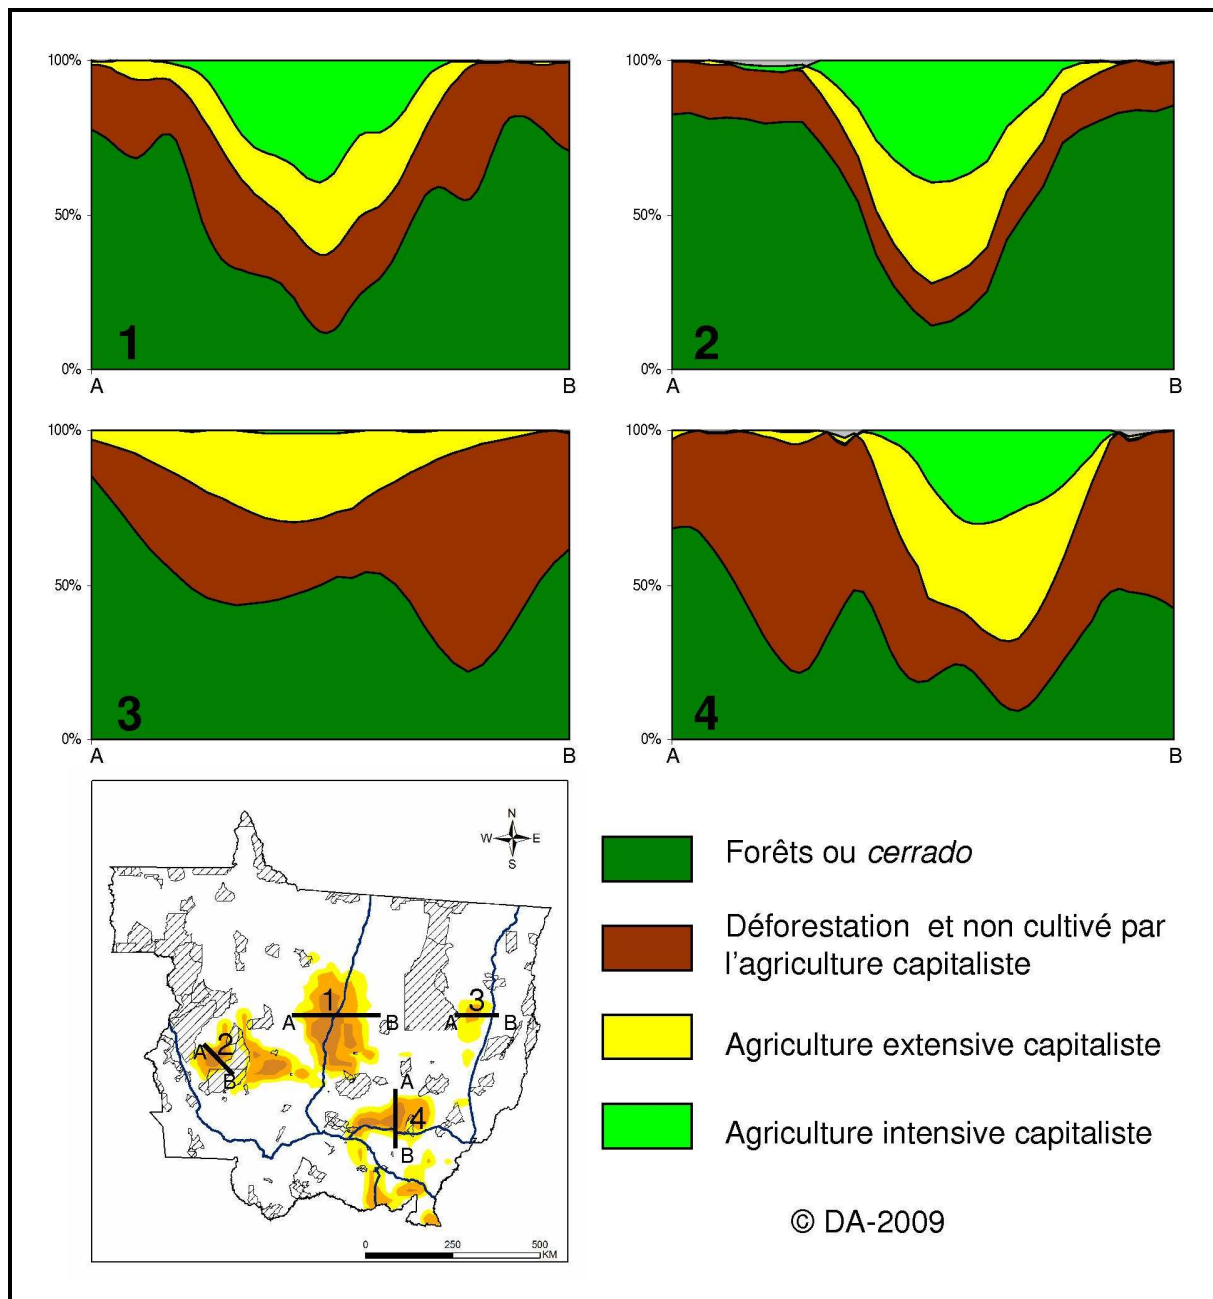 100%
50%
0%
1
A
B
100%
50%
0%
2
A
B
100%
50%
0%
3
A
B
100%
50%
0%
4
A
B
N
W
E
S
1
A
B
3
A
B
2
A
B
A
4
B
0
250
500
KM
Forêts ou cerrado
Déforestation et non cultivé par
l'agriculture capitaliste
Agriculture extensive capitaliste
Agriculture intensive capitaliste
© DA-2009